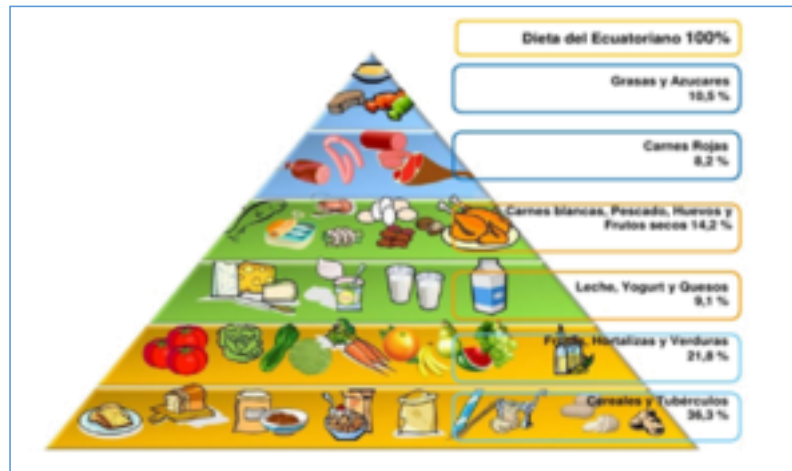 Dieta del Ecuatoriano 100%
Grasas y Azucares
10,5 %
Carnes Rojas
8,2 %
Carnes blancas, Pescado, Huevos y
Frutos secos 14,2 %
Leche, Yogurt y Quesos
9,1 %
Frutas, Hortalizas y Verduras
21,8 %
Cereales y Tubérculos
36,3 %